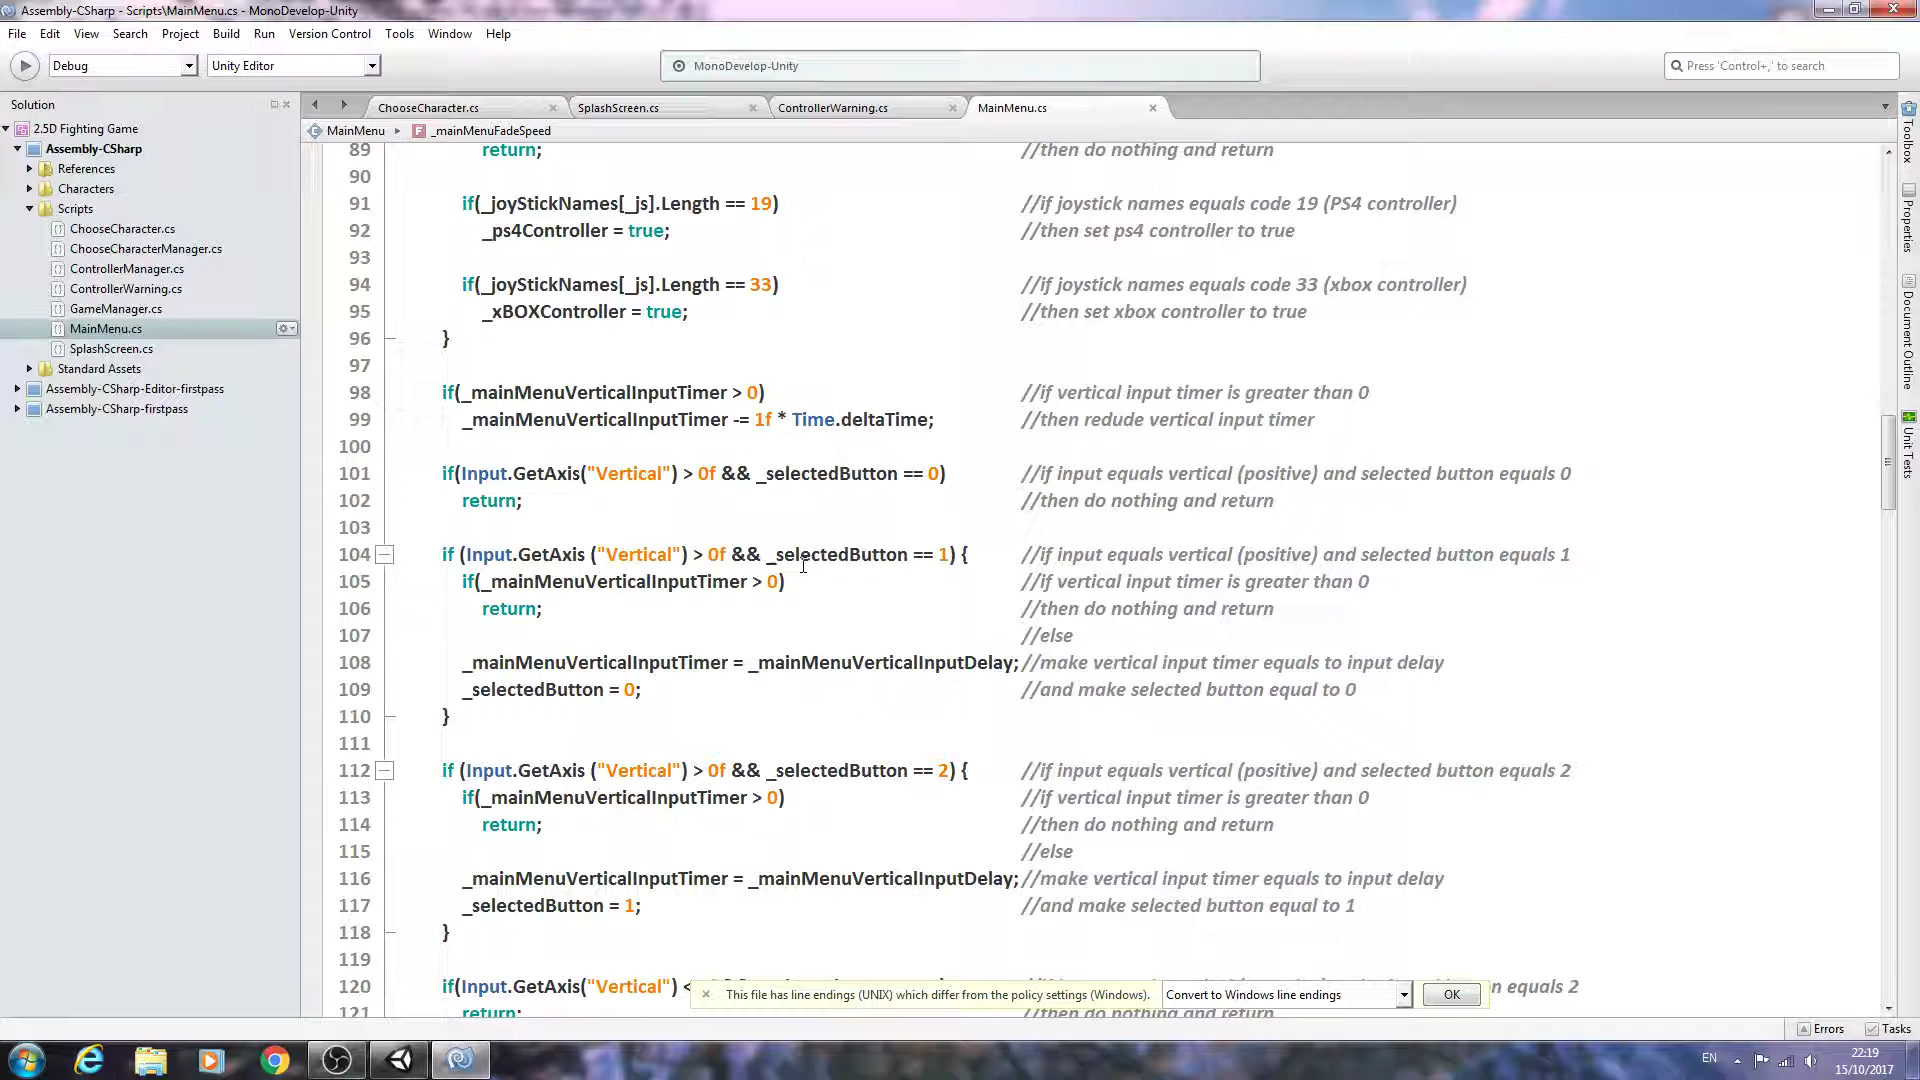 Assembly-CSharp - Scripts\MainMenu.cs - MonoDevelop-Unity
File Edit View Search Project Build Run Version Control Tools Window Help
Debug Unity Editor MonoDevelop-Unity Press 'Control+,' to search
Solution
2.5D Fighting Game
Assembly-CSharp
References
Characters
Scripts
ChooseCharacter.cs
ChooseCharacterManager.cs
ControllerManager.cs
ControllerWarning.cs
GameManager.cs
MainMenu.cs
SplashScreen.cs
Standard Assets
Assembly-CSharp-Editor-firstpass
Assembly-CSharp-firstpass
ChooseCharacter.cs SplashScreen.cs ControllerWarning.cs MainMenu.cs
MainMenu _mainMenuFadeSpeed
89 return; //then do nothing and return
90
91 if(_joyStickNames[_js].Length == 19) //if joystick names equals code 19 (PS4 controller)
92 _ps4Controller = true; //then set ps4 controller to true
93
94 if(_joyStickNames[_js].Length == 33) //if joystick names equals code 33 (xbox controller)
95 _xBOXController = true; //then set xbox controller to true
96 }
97
98 if(_mainMenuVerticalInputTimer > 0) //if vertical input timer is greater than 0
99 _mainMenuVerticalInputTimer -= 1f * Time.deltaTime; //then redude vertical input timer
100
101 if(Input.GetAxis("Vertical") > 0f && _selectedButton == 0) //if input equals vertical (positive) and selected button equals 0
102 return; //then do nothing and return
103
104 if (Input.GetAxis ("Vertical") > 0f && _selectedButton == 1) { //if input equals vertical (positive) and selected button equals 1
105 if(_mainMenuVerticalInputTimer > 0) //if vertical input timer is greater than 0
106 return; //then do nothing and return
107 //else
108 _mainMenuVerticalInputTimer = _mainMenuVerticalInputDelay; //make vertical input timer equals to input delay
109 _selectedButton = 0; //and make selected button equal to 0
110 }
111
112 if (Input.GetAxis ("Vertical") > 0f && _selectedButton == 2) { //if input equals vertical (positive) and selected button equals 2
113 if(_mainMenuVerticalInputTimer > 0) //if vertical input timer is greater than 0
114 return; //then do nothing and return
115 //else
116 _mainMenuVerticalInputTimer = _mainMenuVerticalInputDelay; //make vertical input timer equals to input delay
117 _selectedButton = 1; //and make selected button equal to 1
118 }
119
120 if(Input.GetAxis("Vertical") < n equals 2
This file has line endings (UNIX) which differ from the policy settings (Windows). Convert to Windows line endings OK
121 return; //then do nothing and return
Toolbox
Properties
Document Outline
Unit Tests
Errors Tasks
EN
22:19
15/10/2017